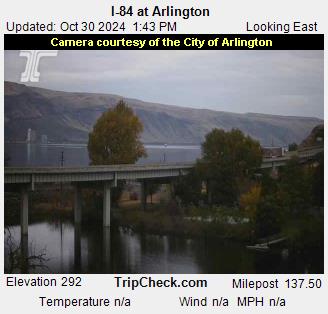 I-84 at Arlington
Updated: Oct 30 2024 1:43 PM Looking East
Camera courtesy of the City of Arlington
Elevation 292 TripCheck.com Milepost 137.50
Temperature n/a Wind n/a MPH n/a